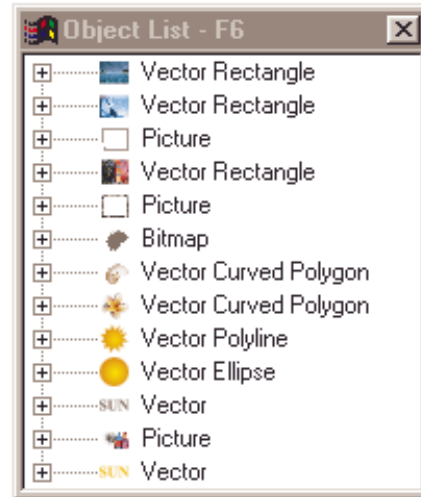 Object List - F6
Vector Rectangle
Vector Rectangle
Picture
Vector Rectangle
Picture
Bitmap
Vector Curved Polygon
Vector Curved Polygon
Vector Polyline
Vector Ellipse
SUN Vector
Picture
SUN Vector